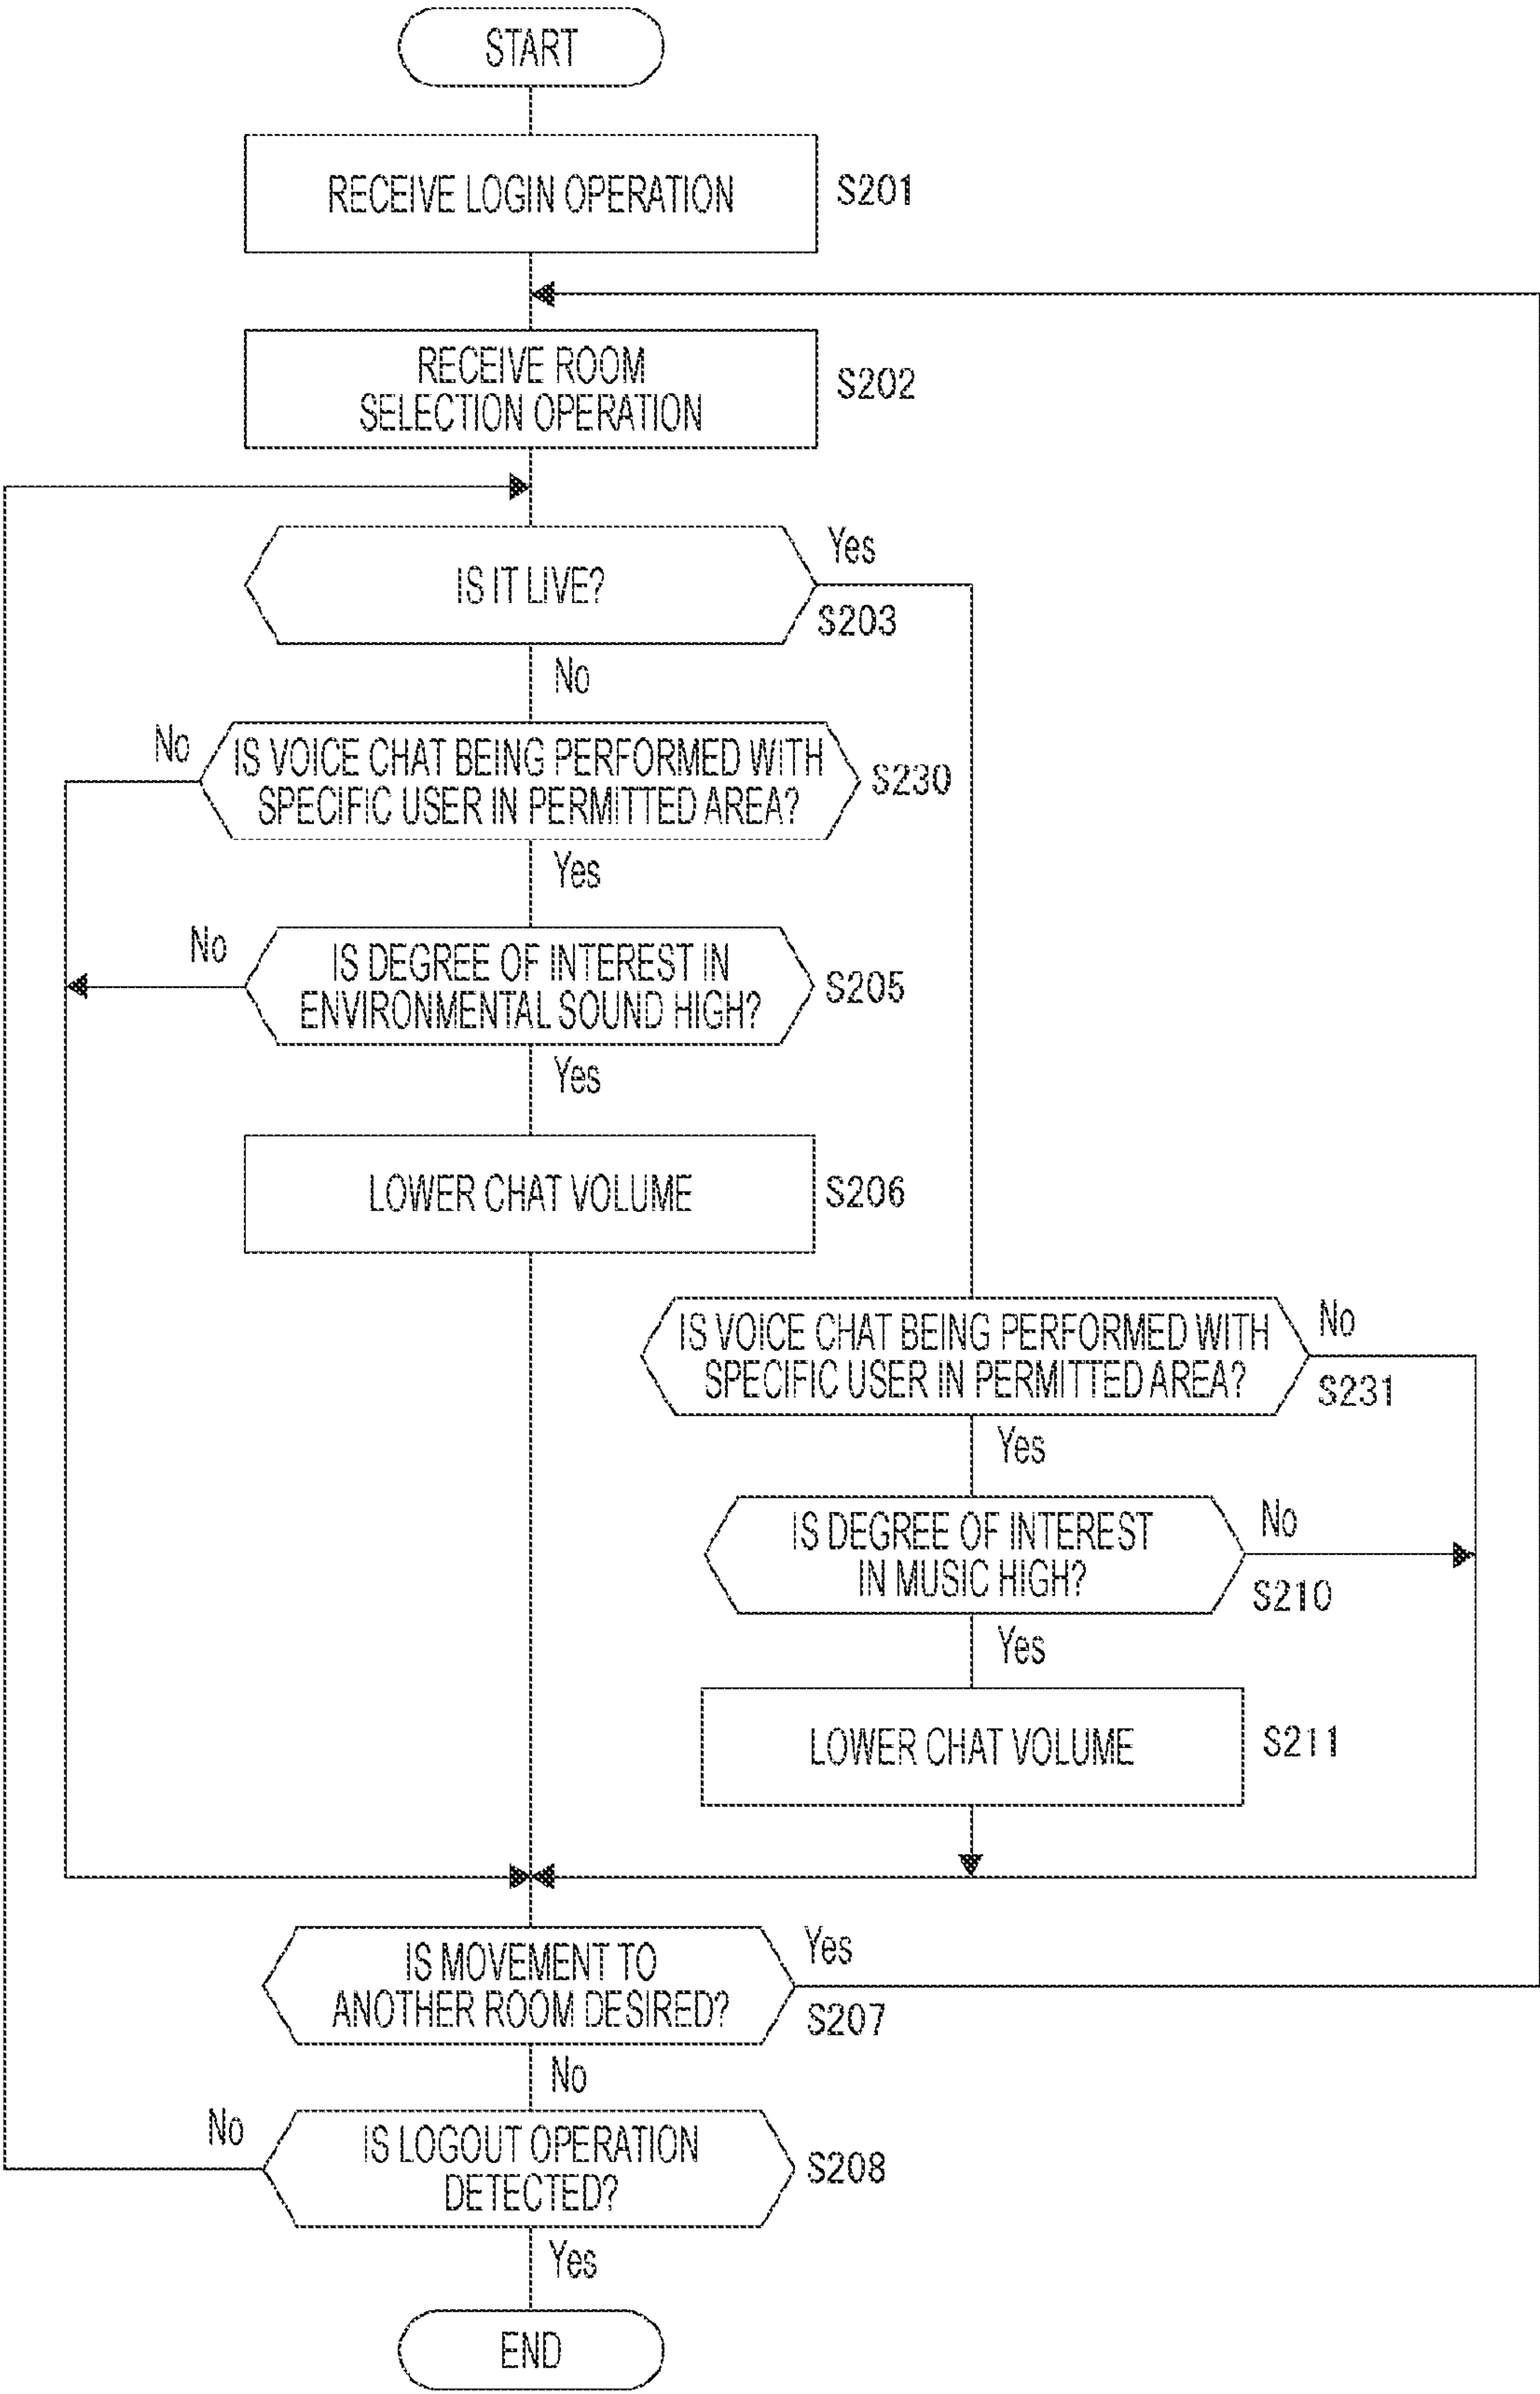 START
RECEIVE LOGIN OPERATION
S201
RECEIVE ROOM
SELECTION OPERATION
S202
IS IT LIVE?
Yes
S203
No
No
IS VOICE CHAT BEING PERFORMED WITH
SPECIFIC USER IN PERMITTED AREA?
S230
Yes
No
IS DEGREE OF INTEREST IN
ENVIRONMENTAL SOUND HIGH?
S205
Yes
LOWER CHAT VOLUME
S206
IS VOICE CHAT BEING PERFORMED WITH
SPECIFIC USER IN PERMITTED AREA?
No
S231
Yes
IS DEGREE OF INTEREST
IN MUSIC HIGH?
No
S210
Yes
LOWER CHAT VOLUME
S211
IS MOVEMENT TO
ANOTHER ROOM DESIRED?
Yes
S207
No
No
IS LOGOUT OPERATION
DETECTED?
S208
Yes
END